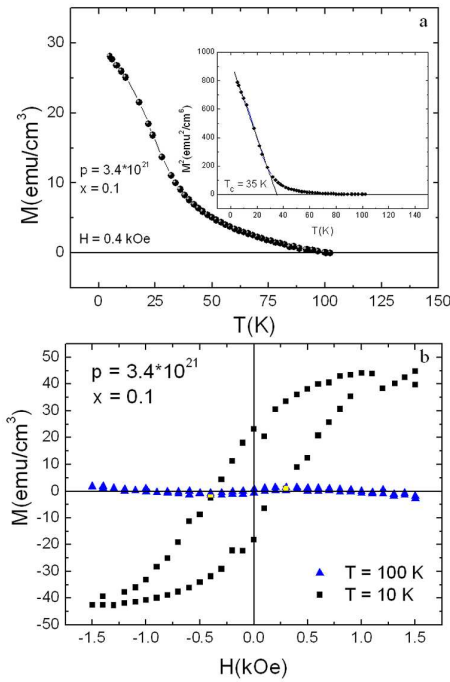 a
30
20
10
0
M(emu/cm³)
p = 3.4*10²¹
x = 0.1
H = 0.4 kOe
0 25 50 75 100 125 150
T(K)
1000
800
600
400
200
0
M²(emu²/cm⁶)
T_c = 35 K
0 20 40 60 80 100 120 140
T(K)
b
50
40
30
20
10
0
-10
-20
-30
-40
-50
M(emu/cm³)
p = 3.4*10²¹
x = 0.1
T = 100 K
T = 10 K
-1.5 -1.0 -0.5 0.0 0.5 1.0 1.5
H(kOe)